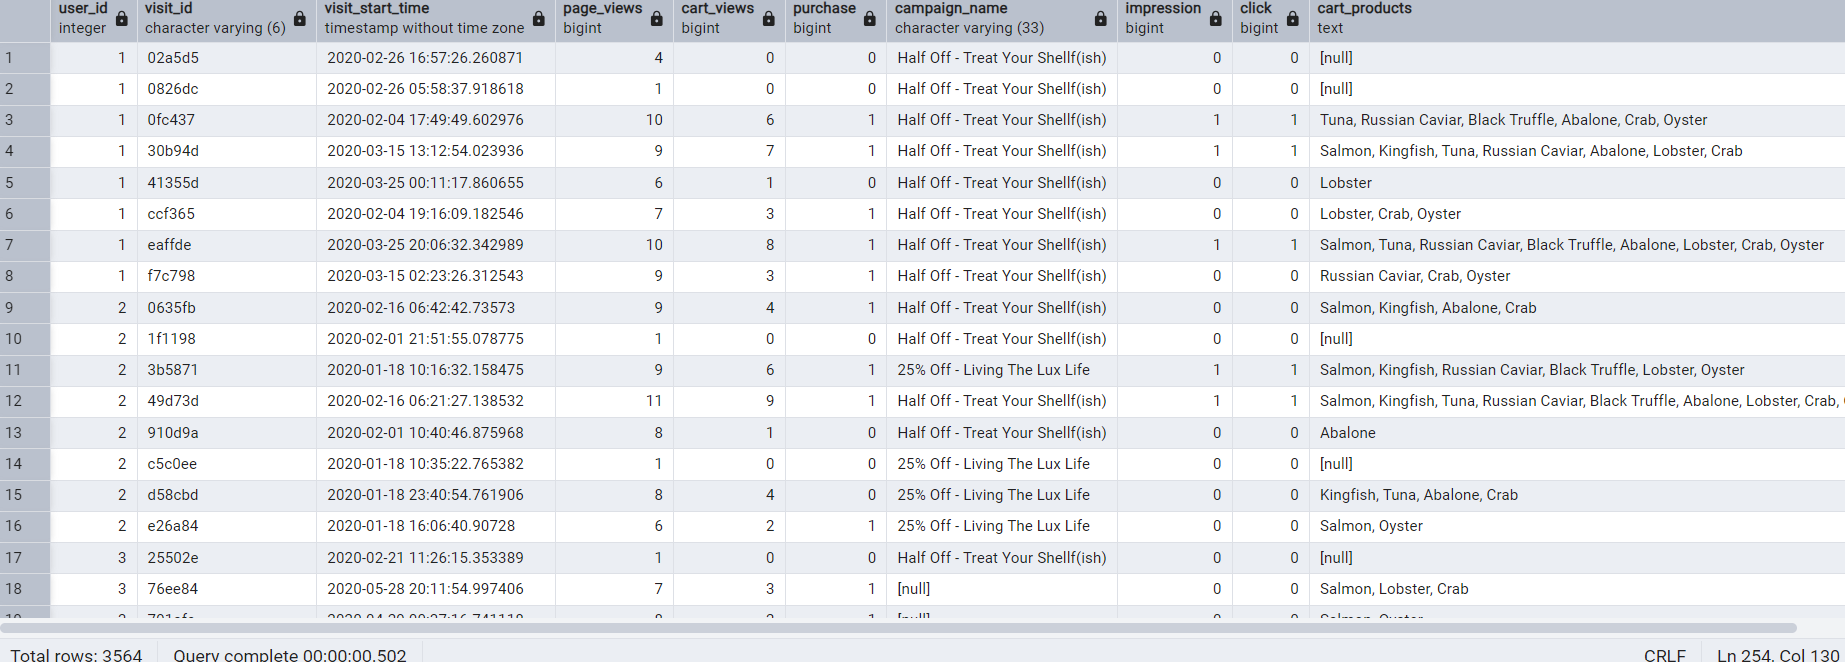 user_id visit_id visit_start_time page_views cart_views purchase campaign_name impression click cart_products
integer character varying (6) timestamp without time zone bigint bigint bigint character varying (33) bigint bigint text
1 1 02a5d5 2020-02-26 16:57:26.260871 4 0 0 Half Off - Treat Your Shellf(ish) 0 0 [null]
2 1 0826dc 2020-02-26 05:58:37.918618 1 0 0 Half Off - Treat Your Shellf(ish) 0 0 [null]
3 1 0fc437 2020-02-04 17:49:49.602976 10 6 1 Half Off - Treat Your Shellf(ish) 1 1 Tuna, Russian Caviar, Black Truffle, Abalone, Crab, Oyster
4 1 30b94d 2020-03-15 13:12:54.023936 9 7 1 Half Off - Treat Your Shellf(ish) 1 1 Salmon, Kingfish, Tuna, Russian Caviar, Abalone, Lobster, Crab
5 1 41355d 2020-03-25 00:11:17.860655 6 1 0 Half Off - Treat Your Shellf(ish) 0 0 Lobster
6 1 ccf365 2020-02-04 19:16:09.182546 7 3 1 Half Off - Treat Your Shellf(ish) 0 0 Lobster, Crab, Oyster
7 1 eaffde 2020-03-25 20:06:32.342989 10 8 1 Half Off - Treat Your Shellf(ish) 1 1 Salmon, Tuna, Russian Caviar, Black Truffle, Abalone, Lobster, Crab, Oyster
8 1 f7c798 2020-03-15 02:23:26.312543 9 3 1 Half Off - Treat Your Shellf(ish) 0 0 Russian Caviar, Crab, Oyster
9 2 0635fb 2020-02-16 06:42:42.73573 9 4 1 Half Off - Treat Your Shellf(ish) 0 0 Salmon, Kingfish, Abalone, Crab
10 2 1f1198 2020-02-01 21:51:55.078775 1 0 0 Half Off - Treat Your Shellf(ish) 0 0 [null]
11 2 3b5871 2020-01-18 10:16:32.158475 9 6 1 25% Off - Living The Lux Life 1 1 Salmon, Kingfish, Russian Caviar, Black Truffle, Lobster, Oyster
12 2 49d73d 2020-02-16 06:21:27.138532 11 9 1 Half Off - Treat Your Shellf(ish) 1 1 Salmon, Kingfish, Tuna, Russian Caviar, Black Truffle, Abalone, Lobster, Crab,
13 2 910d9a 2020-02-01 10:40:46.875968 8 1 0 Half Off - Treat Your Shellf(ish) 0 0 Abalone
14 2 c5c0ee 2020-01-18 10:35:22.765382 1 0 0 25% Off - Living The Lux Life 0 0 [null]
15 2 d58cbd 2020-01-18 23:40:54.761906 8 4 0 25% Off - Living The Lux Life 0 0 Kingfish, Tuna, Abalone, Crab
16 2 e26a84 2020-01-18 16:06:40.90728 6 2 1 25% Off - Living The Lux Life 0 0 Salmon, Oyster
17 3 25502e 2020-02-21 11:26:15.353389 1 0 0 Half Off - Treat Your Shellf(ish) 0 0 [null]
18 3 76ee84 2020-05-28 20:11:54.997406 7 3 1 [null] 0 0 Salmon, Lobster, Crab
Total rows: 3564 Query complete 00:00:00.502 CRLF Ln 254, Col 130